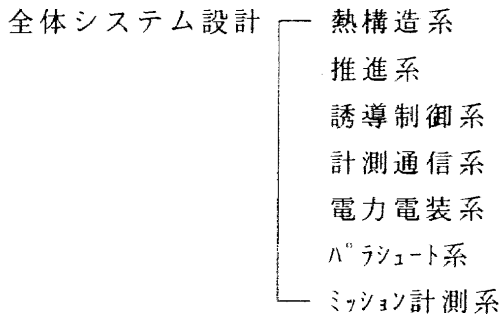 全体システム設計 熱構造系
推進系
誘導制御系
計測通信系
電力電装系
パラシュート系
ミッション計測系